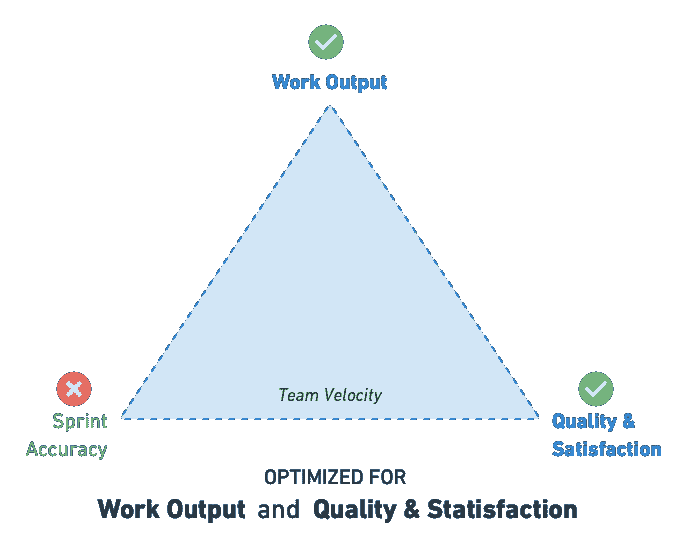 Work Output
Team Velocity
Sprint
Accuracy
Quality &
Satisfaction
OPTIMIZED FOR
Work Output and Quality & Statisfaction